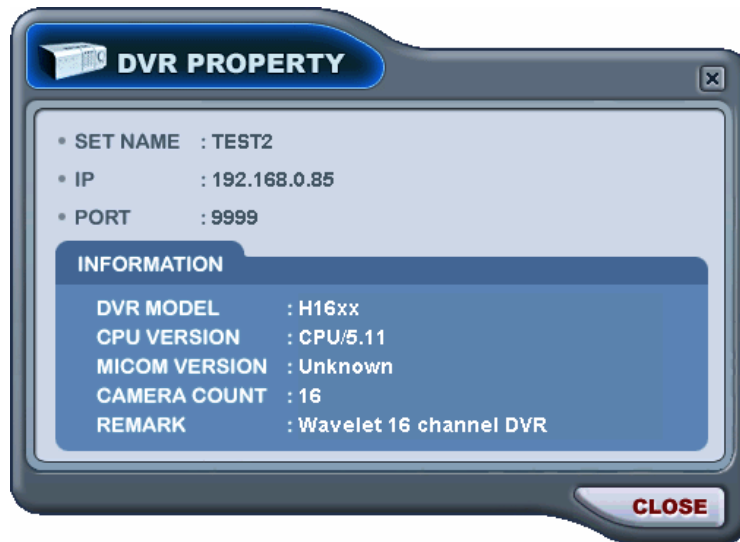 DVR PROPERTY
• SET NAME : TEST2
• IP : 192.168.0.85
• PORT : 9999
INFORMATION
DVR MODEL : H16xx
CPU VERSION : CPU/5.11
MICOM VERSION : Unknown
CAMERA COUNT : 16
REMARK : Wavelet 16 channel DVR
CLOSE